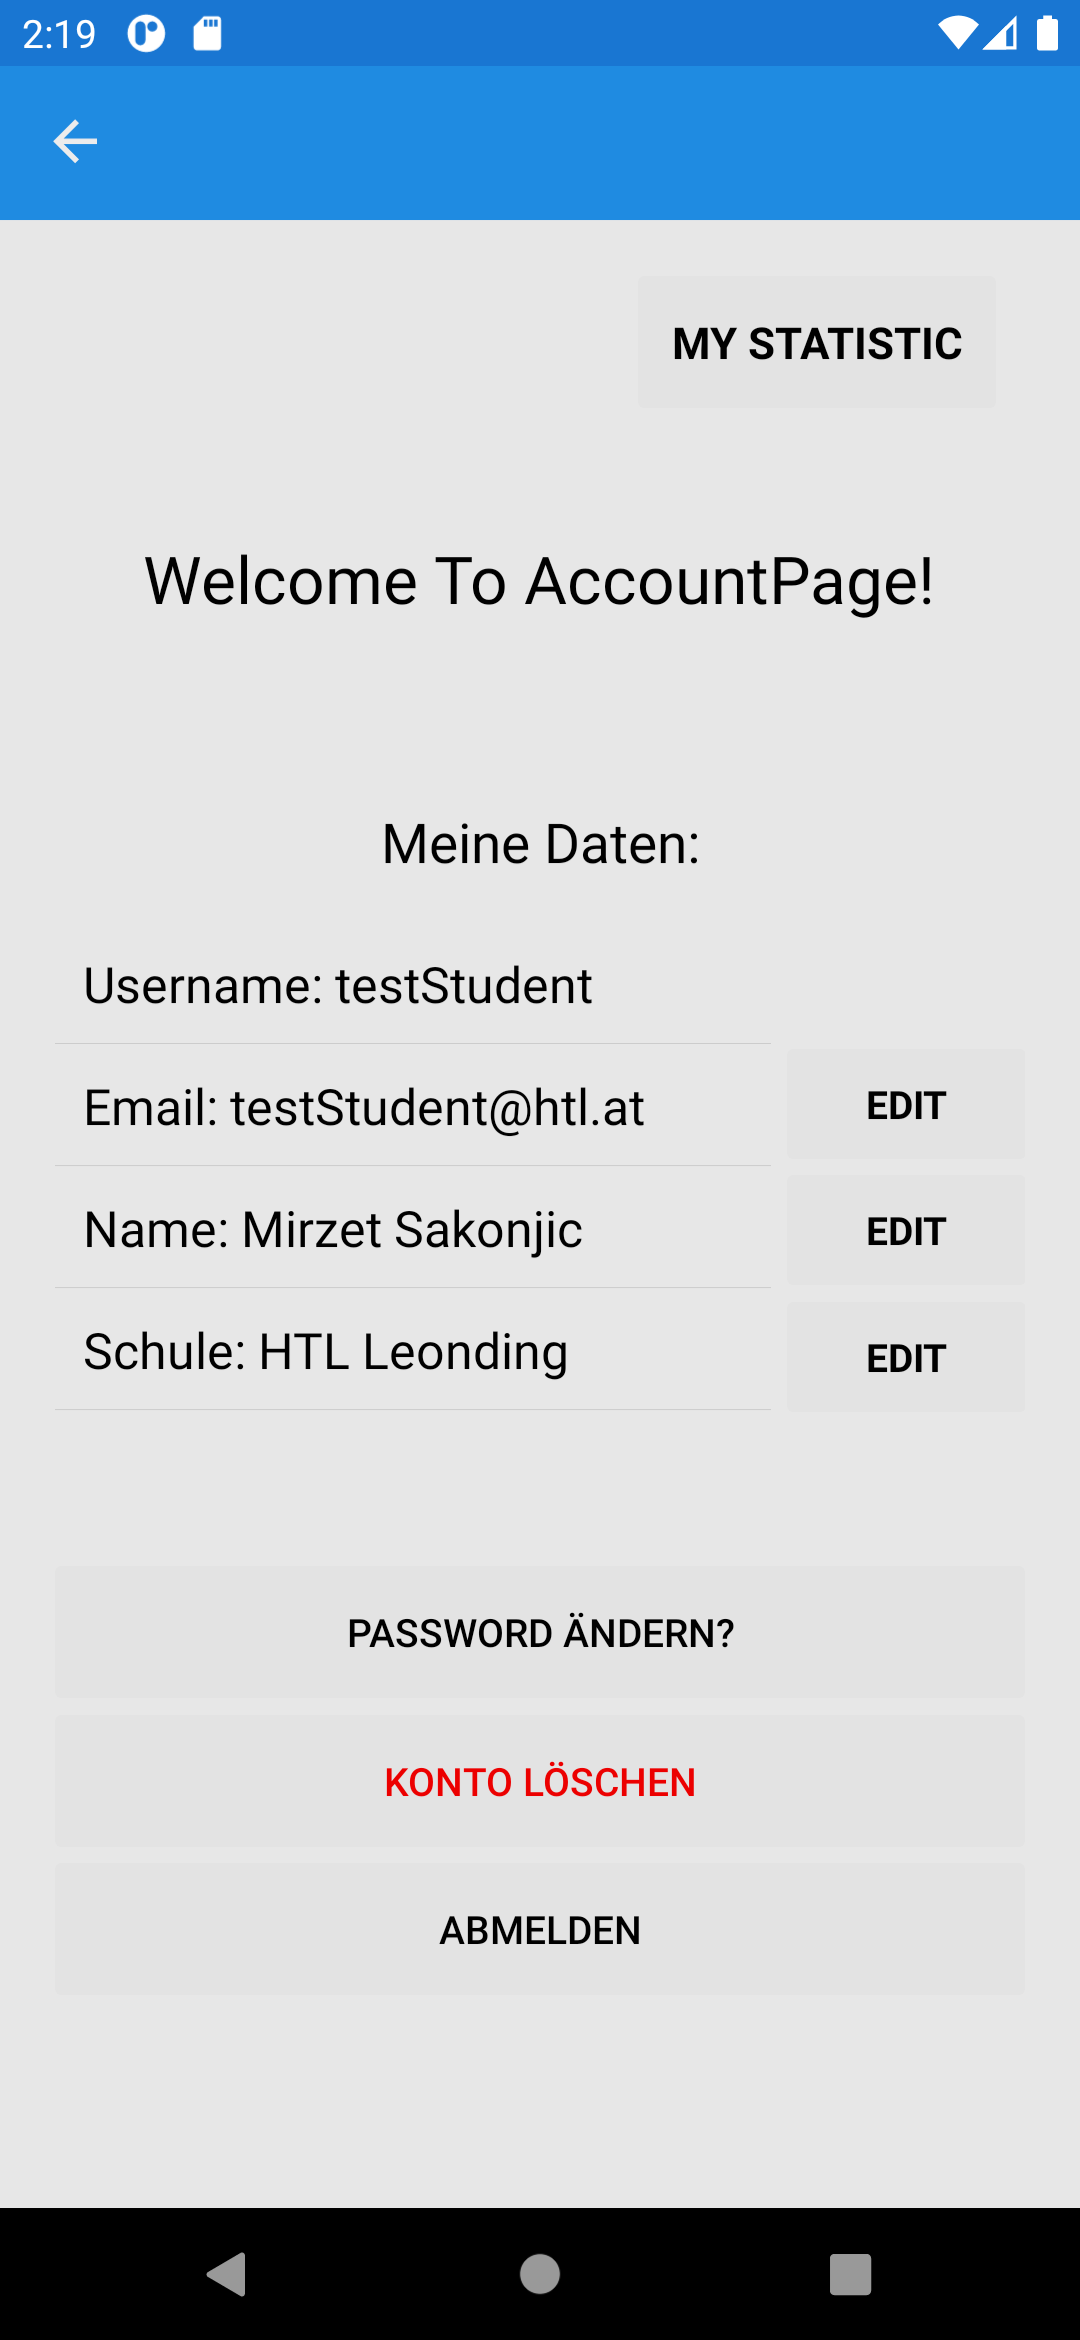 2:19
MY STATISTIC
Welcome To AccountPage!
Meine Daten:
Username: testStudent
Email: testStudent@htl.at
EDIT
Name: Mirzet Sakonjic
EDIT
Schule: HTL Leonding
EDIT
PASSWORD ÄNDERN?
KONTO LÖSCHEN
ABMELDEN